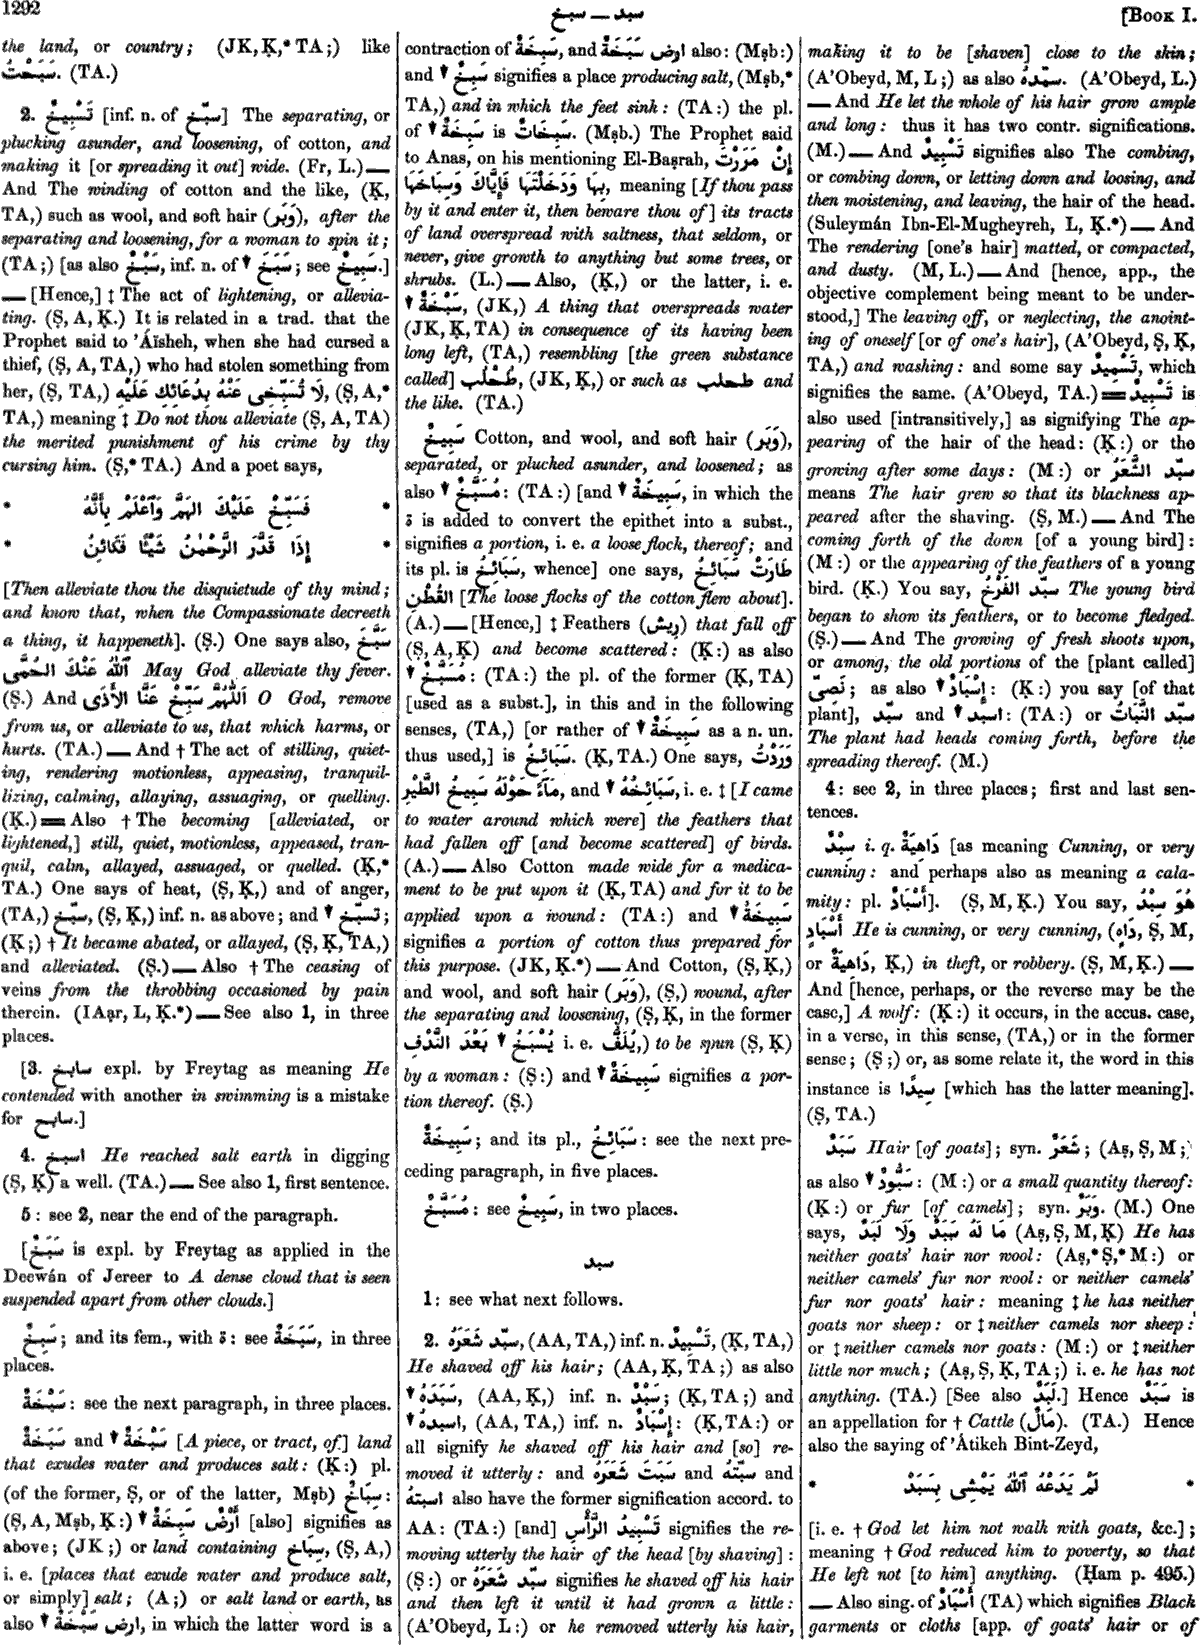 1292
سبد — سبخ
[Book I.
the land, or country; (JK, Ḳ,* TA;) like
سَبَحْتُ. (TA.)
2. تَسْبِيخٌ [inf. n. of سبّخ] The separating, or
plucking asunder, and loosening, of cotton, and
making it [or spreading it out] wide. (Fr, L.) —
And The winding of cotton and the like, (Ḳ,
TA,) such as wool, and soft hair (وَبَر), after the
separating and loosening, for a woman to spin it;
(TA;) [as also سَبْخٌ, inf. n. of ▼ سَبَخَ; see سَبِيخٌ.]
— [Hence,] ‡ The act of lightening, or allevia-
ting. (Ṣ, A, Ḳ.) It is related in a trad. that the
Prophet said to ’Áïsheh, when she had cursed a
thief, (Ṣ, A, TA,) who had stolen something from
her, (Ṣ, TA,) لَا تُسَبِّخِى عَنْهُ بِدُعَائِكِ عَلَيْهِ, (Ṣ, A,*
TA,) meaning ‡ Do not thou alleviate (Ṣ, A, TA)
the merited punishment of his crime by thy
cursing him. (Ṣ,* TA.) And a poet says,
* فَسَبِّخْ عَلَيْكَ الهَمَّ وَٱعْلَمْ بِأَنَّهُ *
* إِذَا قَدَّرَ الرَّحْمٰنُ شَيْئًا فَكَائِنُ *
[Then alleviate thou the disquietude of thy mind;
and know that, when the Compassionate decreeth
a thing, it happeneth]. (Ṣ.) One says also, سَبَّخَ
ٱللّٰهُ عَنْكَ الحُمَّى May God alleviate thy fever.
(Ṣ.) And اَللّٰهُمَّ سَبِّخْ عَنَّا الأَذَى O God, remove
from us, or alleviate to us, that which harms, or
hurts. (TA.) — And † The act of stilling, quiet-
ing, rendering motionless, appeasing, tranquil-
lizing, calming, allaying, assuaging, or quelling.
(Ḳ.) = Also † The becoming [alleviated, or
lightened,] still, quiet, motionless, appeased, tran-
quil, calm, allayed, assuaged, or quelled. (Ḳ,*
TA.) One says of heat, (Ṣ, Ḳ,) and of anger,
(TA,) سبّخ, (Ṣ, Ḳ,) inf. n. as above; and ▼ تسبّخ;
(Ḳ;) † It became abated, or allayed, (Ṣ, Ḳ, TA,)
and alleviated. (Ṣ.) — Also † The ceasing of
veins from the throbbing occasioned by pain
therein. (IAạr, L, Ḳ.*) — See also 1, in three
places.
[3. سابخ expl. by Freytag as meaning He
contended with another in swimming is a mistake
for سابح.]
4. اسبخ He reached salt earth in digging
(Ṣ, Ḳ) a well. (TA.) — See also 1, first sentence.
5: see 2, near the end of the paragraph.
[سَبَخٌ is expl. by Freytag as applied in the
Deewán of Jereer to A dense cloud that is seen
suspended apart from other clouds.]
سَبِخٌ; and its fem., with ة: see سَبَخَةٌ, in three
places.
سَبْخَةٌ: see the next paragraph, in three places.
سَبَخَةٌ and ▼ سَبْخَةٌ [A piece, or tract, of,] land
that exudes water and produces salt: (Ḳ:) pl.
(of the former, Ṣ, or of the latter, Mṣb) سِبَاخٌ:
(Ṣ, A, Mṣb, Ḳ:) ▼ أَرْضٌ سَبِخَةٌ [also] signifies as
above; (JK;) or land containing سِبَاخ, (Ṣ, A,)
i. e. [places that exude water and produce salt,
or simply] salt; (A;) or salt land or earth, as
also ▼ ارض سَبْخَةٌ, in which the latter word is a
contraction of سَبِخَةٌ, and ارض سَبَخَةٌ also: (Mṣb:)
and ▼ سَبِخٌ signifies a place producing salt, (Mṣb,*
TA,) and in which the feet sink: (TA:) the pl.
of ▼ سَبِخَةٌ is سَبِخَاتٌ. (Mṣb.) The Prophet said
to Anas, on his mentioning El-Baṣrah, إِنْ مَرَرْتَ
بِهَا وَدَخَلْتَهَا فَإِيَّاكَ وَسِبَاخَهَا, meaning [If thou pass
by it and enter it, then beware thou of] its tracts
of land overspread with saltness, that seldom, or
never, give growth to anything but some trees, or
shrubs. (L.) — Also, (Ḳ,) or the latter, i. e.
▼ سَبْخَةٌ, (JK,) A thing that overspreads water
(JK, Ḳ, TA) in consequence of its having been
long left, (TA,) resembling [the green substance
called] طُحْلُب, (JK, Ḳ,) or such as طحلب and
the like. (TA.)
سَبِيخٌ Cotton, and wool, and soft hair (وَبَر),
separated, or plucked asunder, and loosened; as
also ▼ مُسَبَّخٌ: (TA:) [and ▼ سَبِيخَةٌ, in which the
ة is added to convert the epithet into a subst.,
signifies a portion, i. e. a loose flock, thereof; and
its pl. is سَبَائِخُ, whence] one says, طَارَتْ سَبَائِخُ
القُطْنِ [The loose flocks of the cotton flew about].
(A.) — [Hence,] ‡ Feathers (رِيش) that fall off
(Ṣ, A, Ḳ) and become scattered: (Ḳ:) as also
▼ مُسَبَّخٌ: (TA:) the pl. of the former (Ḳ, TA)
[used as a subst.], in this and in the following
senses, (TA,) [or rather of ▼ سَبِيخَةٌ as a n. un.
thus used,] is سَبَائِخُ. (Ḳ, TA.) One says, وَرَدْتُ
مَآءً حَوْلَهُ سَبِيخُ الطَّيْرِ, and ▼ سَبَائِخُهُ, i. e. ‡ [I came
to water around which were] the feathers that
had fallen off [and become scattered] of birds.
(A.) — Also Cotton made wide for a medica-
ment to be put upon it (Ḳ, TA) and for it to be
applied upon a wound: (TA:) and ▼ سَبِيخَةٌ
signifies a portion of cotton thus prepared for
this purpose. (JK, Ḳ.*) — And Cotton, (Ṣ, Ḳ,)
and wool, and soft hair (وَبَر), (Ṣ,) wound, after
the separating and loosening, (Ṣ, Ḳ, in the former
يُسْبَخُ ▼ بَعْدَ النَّدْفِ i. e. يُلَفُّ,) to be spun (Ṣ, Ḳ)
by a woman: (Ṣ:) and ▼ سَبِيخَةٌ signifies a por-
tion thereof. (Ṣ.)
سَبِيخَةٌ; and its pl., سَبَائِخُ: see the next pre-
ceding paragraph, in five places.
مُسَبَّخٌ: see سَبِيخٌ, in two places.
سبد
1: see what next follows.
2. سبّد شَعَرَهُ, (AA, TA,) inf. n. تَسْبِيدٌ, (Ḳ, TA,)
He shaved off his hair; (AA, Ḳ, TA;) as also
▼ سَبَدَهُ, (AA, Ḳ,) inf. n. سَبْدٌ; (Ḳ, TA;) and
▼ اسبدهُ, (AA, TA,) inf. n. إِسْبَادٌ: (Ḳ, TA:) or
all signify he shaved off his hair and [so] re-
moved it utterly: and سَبَتَ شَعَرَهُ and سبّتهُ and
اسبتهُ also have the former signification accord. to
AA: (TA:) [and] تَسْبِيدُ الرَّأْسِ signifies the re-
moving utterly the hair of the head [by shaving]:
(Ṣ:) or سبّد شَعَرَهُ signifies he shaved off his hair
and then left it until it had grown a little:
(A’Obeyd, L:) or he removed utterly his hair,
making it to be [shaven] close to the skin;
(A’Obeyd, M, L;) as also سمّدهُ. (A’Obeyd, L.)
— And He let the whole of his hair grow ample
and long: thus it has two contr. significations.
(M.) — And تَسْبِيدٌ signifies also The combing,
or combing down, or letting down and loosing, and
then moistening, and leaving, the hair of the head.
(Suleymán Ibn-El-Mugheyreh, L, Ḳ.*) — And
The rendering [one’s hair] matted, or compacted,
and dusty. (M, L.) — And [hence, app., the
objective complement being meant to be under-
stood,] The leaving off, or neglecting, the anoint-
ing of oneself [or of one’s hair], (A’Obeyd, Ṣ, Ḳ,
TA,) and washing: and some say تَسْمِيدٌ, which
signifies the same. (A’Obeyd, TA.) = تَسْبِيدٌ is
also used [intransitively,] as signifying The ap-
pearing of the hair of the head: (Ḳ:) or the
growing after some days: (M:) or سبّد الشَّعَرُ
means The hair grew so that its blackness ap-
peared after the shaving. (Ṣ, M.) — And The
coming forth of the down [of a young bird]:
(M:) or the appearing of the feathers of a young
bird. (Ḳ.) You say, سبّد الفَرْخُ The young bird
began to show its feathers, or to become fledged.
(Ṣ.) — And The growing of fresh shoots upon,
or among, the old portions of the [plant called]
نَصِىّ; as also ▼ إِسْبَادٌ: (Ḳ:) you say [of that
plant], سبّد and ▼ اسبد: (TA:) or سبّد النَّبَاتُ
The plant had heads coming forth, before the
spreading thereof. (M.)
4: see 2, in three places; first and last sen-
tences.
سِبْدٌ i. q. دَاهِيَةٌ [as meaning Cunning, or very
cunning: and perhaps also as meaning a cala-
mity: pl. أَسْبَادٌ]. (Ṣ, M, Ḳ.) You say, هُوَ سِبْدُ
أَسْبَادٍ He is cunning, or very cunning, (دَاهٍ, Ṣ, M,
or دَاهِيَةٌ, Ḳ,) in theft, or robbery. (Ṣ, M, Ḳ.) —
And [hence, perhaps, or the reverse may be the
case,] A wolf: (Ḳ:) it occurs, in the accus. case,
in a verse, in this sense, (TA,) or in the former
sense; (Ṣ;) or, as some relate it, the word in this
instance is سِيدًا [which has the latter meaning].
(Ṣ, TA.)
سَبَدٌ Hair [of goats]; syn. شَعَرٌ; (Aṣ, Ṣ, M;)
as also ▼ سَبُّودٌ: (M:) or a small quantity thereof:
(Ḳ:) or fur [of camels]; syn. وَبَرٌ. (M.) One
says, مَا لَهُ سَبَدٌ وَلَا لَبَدٌ (Aṣ, Ṣ, M, Ḳ) He has
neither goats’ hair nor wool: (Aṣ,* Ṣ,* M:) or
neither camels’ fur nor wool: or neither camels’
fur nor goats’ hair: meaning ‡ he has neither
goats nor sheep: or ‡ neither camels nor sheep:
or ‡ neither camels nor goats: (M:) or ‡ neither
little nor much; (Aṣ, Ṣ, Ḳ, TA;) i. e. he has not
anything. (TA.) [See also لَبَدٌ.] Hence سَبَدٌ is
an appellation for † Cattle (مَالٌ). (TA.) Hence
also the saying of ’Átikeh Bint-Zeyd,
* لَمْ يَدَعْهُ ٱللّٰهُ يَمْشِى بِسَبَدْ *
[i. e. † God let him not walk with goats, &c.];
meaning † God reduced him to poverty, so that
He left not [to him] anything. (Ḥam p. 495.)
— Also sing. of أَسْبَادٌ (TA) which signifies Black
garments or cloths [app. of goats’ hair or of